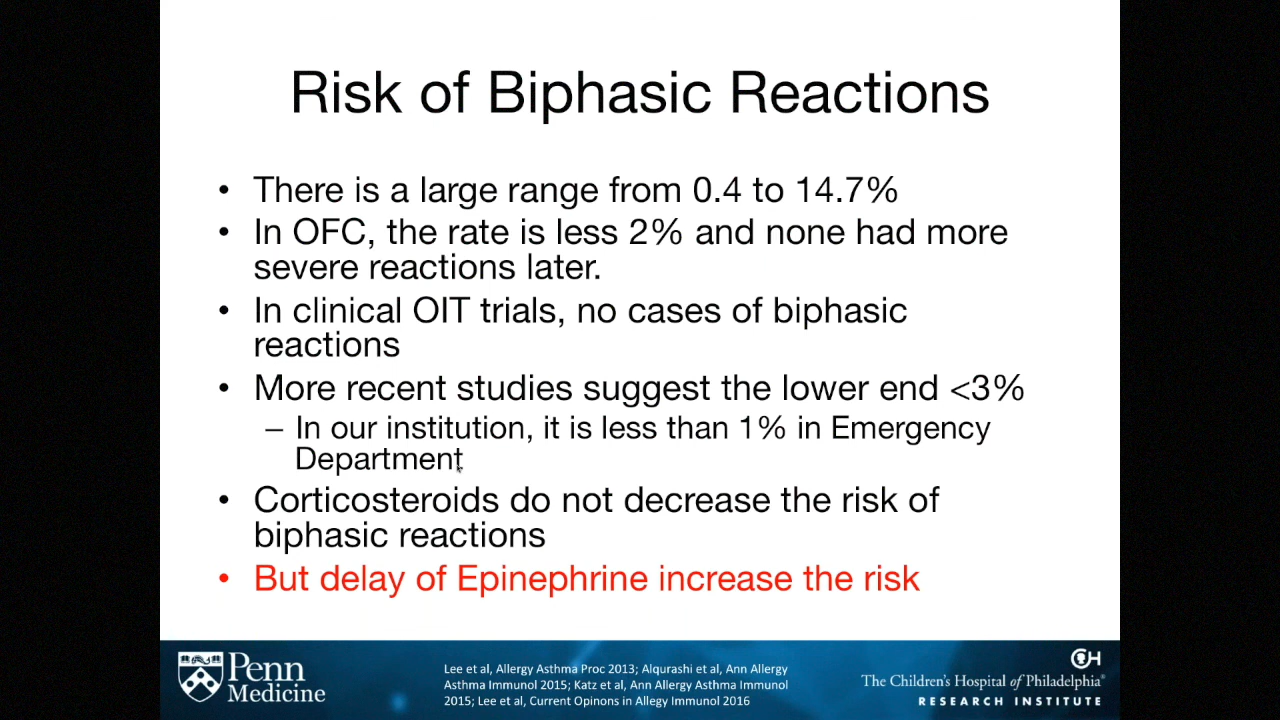 Risk of Biphasic Reactions
• There is a large range from 0.4 to 14.7%
• In OFC, the rate is less 2% and none had more
severe reactions later.
• In clinical OIT trials, no cases of biphasic
reactions
• More recent studies suggest the lower end <3%
– In our institution, it is less than 1% in Emergency
Department
• Corticosteroids do not decrease the risk of
biphasic reactions
• But delay of Epinephrine increase the risk
Penn
Medicine
Lee et al, Allergy Asthma Proc 2013; Alqurashi et al, Ann Allergy
Asthma Immunol 2015; Katz et al, Ann Allergy Asthma Immunol
2015; Lee et al, Current Opinons in Allegy Immunol 2016
The Children's Hospital of Philadelphia®
RESEARCH INSTITUTE